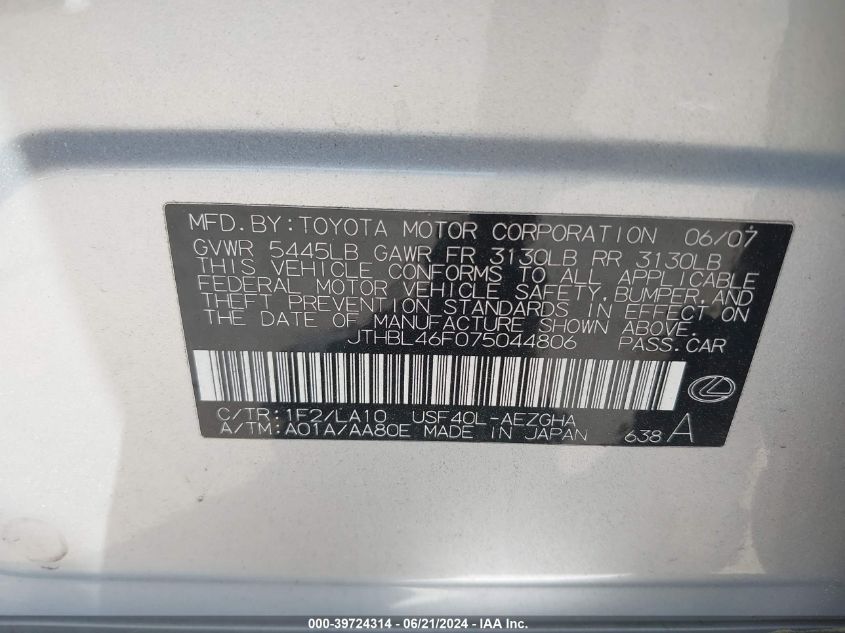 MFD.BY:TOYOTA MOTOR CORPORATION 06/07
GVWR 5445LB GAWR FR 3130LB RR 3130LB
THIS VEHICLE CONFORMS TO ALL APPLICABLE
FEDERAL MOTOR VEHICLE SAFETY,BUMPER,AND
THEFT PREVENTION STANDARDS IN EFFECT ON
THE DATE OF MANUFACTURE SHOWN ABOVE.
JTHBL46F075044806 PASS.CAR
C/TR:1F2/LA10 USF40L-AEZGHA
A/TM:A01A/AA80E MADE IN JAPAN 638 A
000-39724314 - 06/21/2024 - IAA Inc.